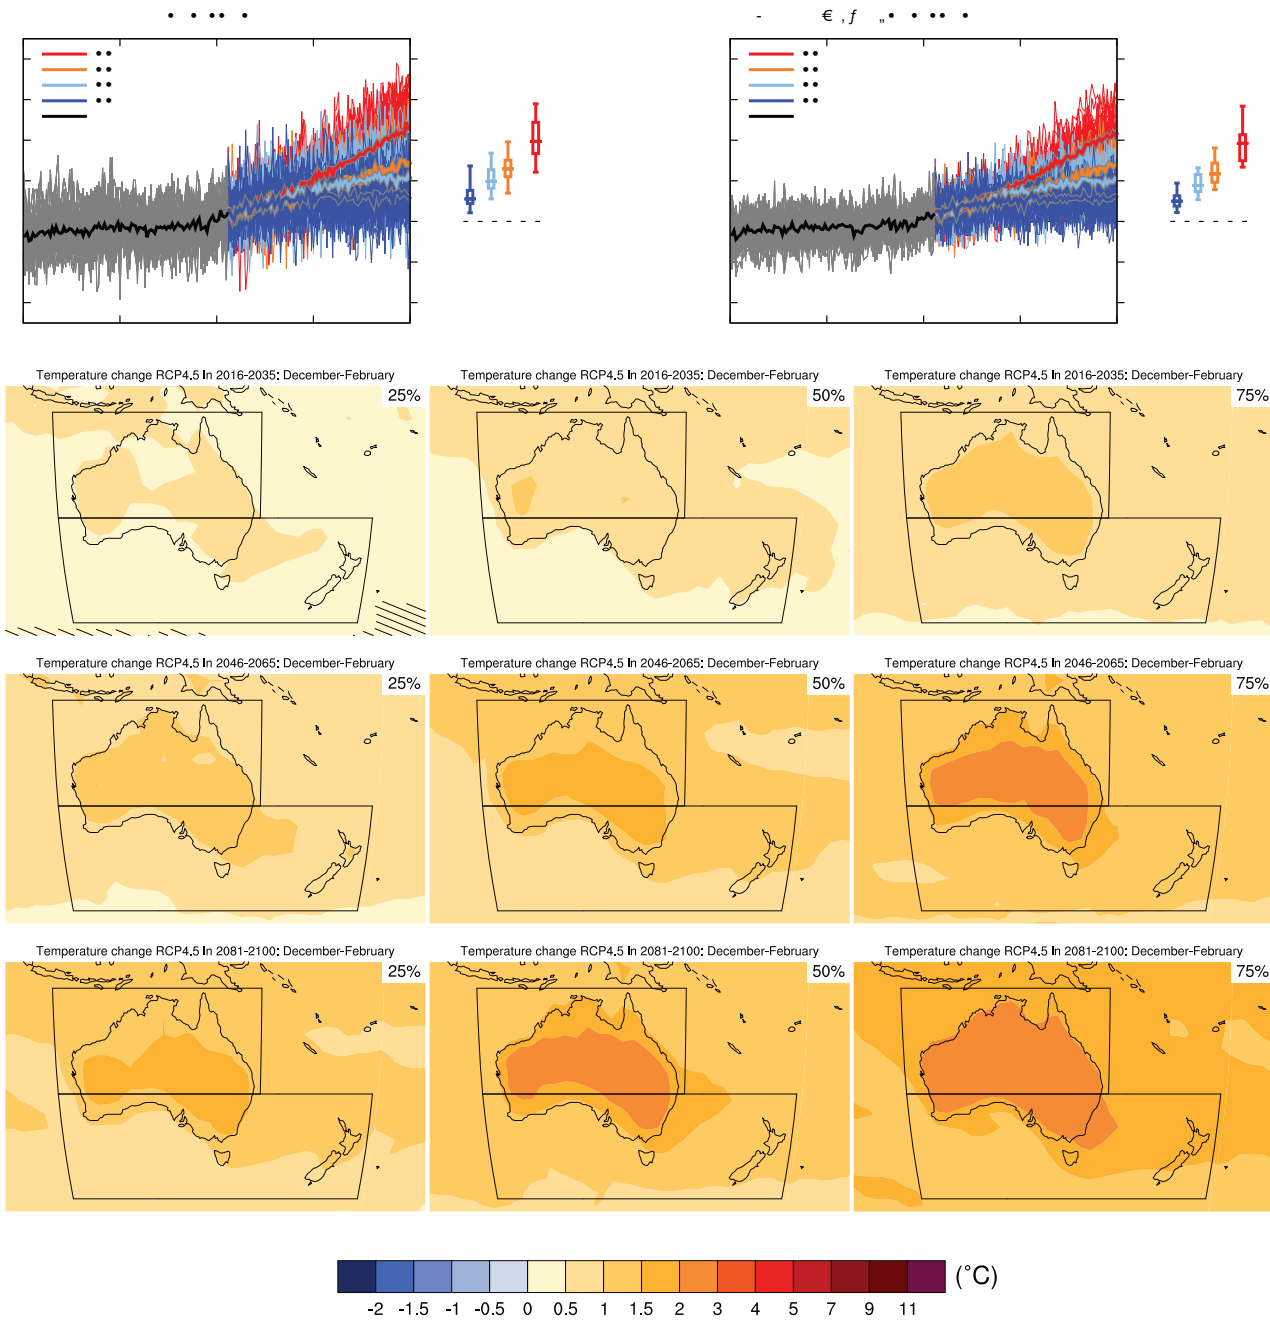 - € ‚ ƒ „
Temperature change RCP4.5 in 2016-2035: December-February
Temperature change RCP4.5 in 2016-2035: December-February
Temperature change RCP4.5 in 2016-2035: December-February
25%
50%
75%
Temperature change RCP4.5 in 2046-2065: December-February
Temperature change RCP4.5 in 2046-2065: December-February
Temperature change RCP4.5 in 2046-2065: December-February
25%
50%
75%
Temperature change RCP4.5 in 2081-2100: December-February
Temperature change RCP4.5 in 2081-2100: December-February
Temperature change RCP4.5 in 2081-2100: December-February
25%
50%
75%
(°C)
-2 -1.5 -1 -0.5 0 0.5 1 1.5 2 3 4 5 7 9 11